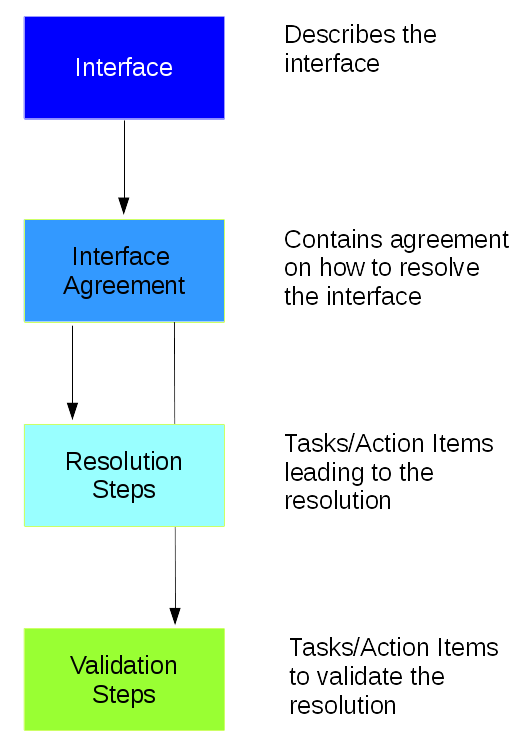 Interface
Describes the
interface
Interface
Agreement
Contains agreement
on how to resolve
the interface
Resolution
Steps
Tasks/Action Items
leading to the
resolution
Validation
Steps
Tasks/Action Items
to validate the
resolution